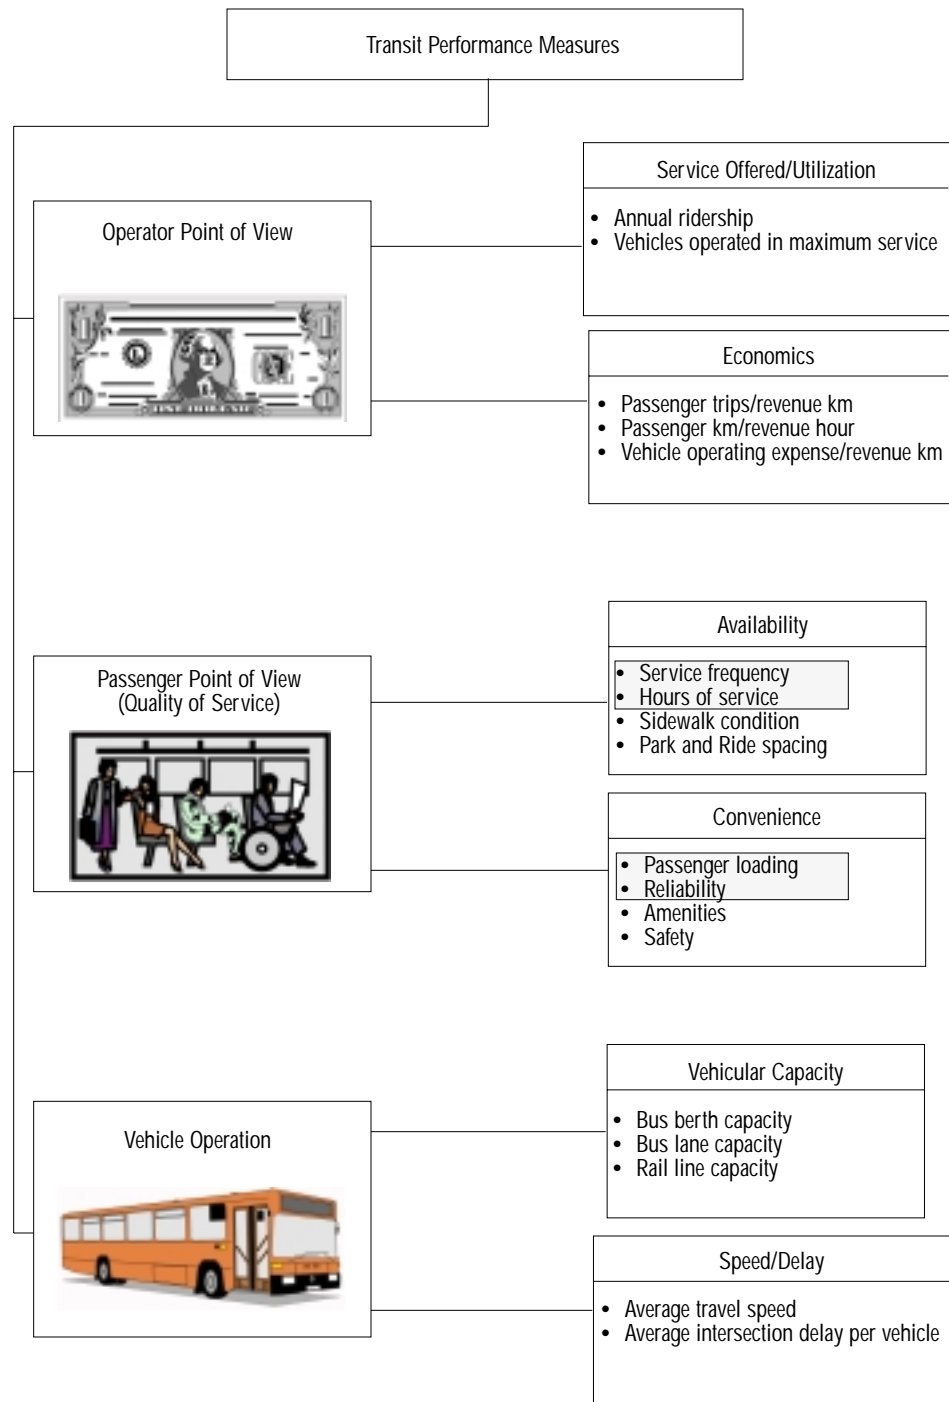 Transit Performance Measures
Service Offered/Utilization
• Annual ridership
• Vehicles operated in maximum service
Operator Point of View
Economics
• Passenger trips/revenue km
• Passenger km/revenue hour
• Vehicle operating expense/revenue km
Availability
• Service frequency
• Hours of service
• Sidewalk condition
• Park and Ride spacing
Passenger Point of View
(Quality of Service)
Convenience
• Passenger loading
• Reliability
• Amenities
• Safety
Vehicular Capacity
• Bus berth capacity
• Bus lane capacity
• Rail line capacity
Vehicle Operation
Speed/Delay
• Average travel speed
• Average intersection delay per vehicle